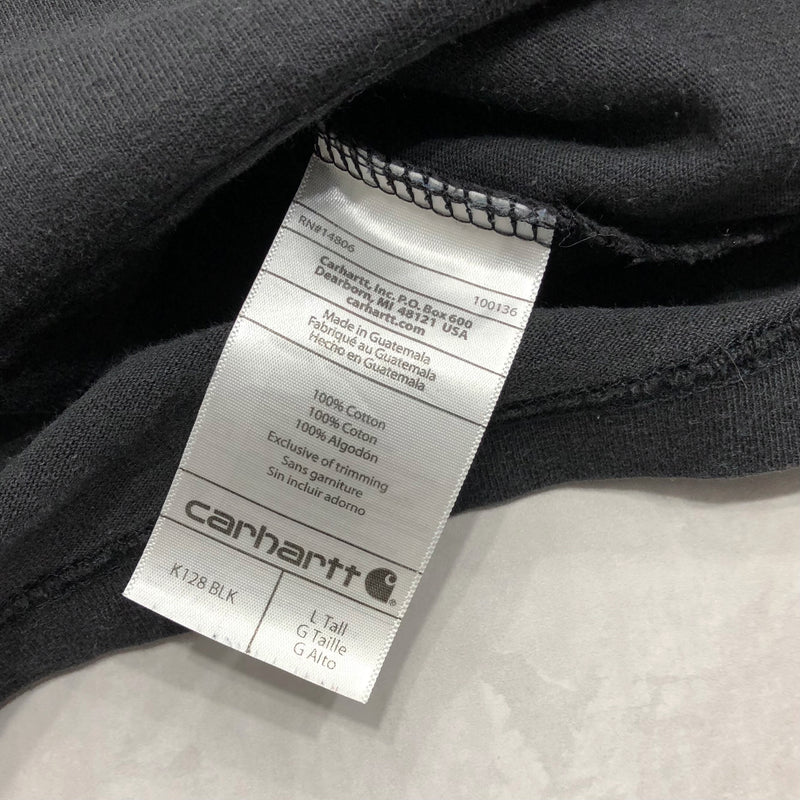 RN#14806
100136
Carhartt, Inc. P.O. Box 600
Dearborn, MI 48121 USA
carhartt.com
Made in Guatemala
Fabriqué au Guatemala
Hecho en Guatemala
100% Cotton
100% Coton
100% Algodón
Exclusive of trimming
Sans garniture
Sin incluir adorno
carhartt
K128 BLK
L Tall
G Taille
G Alto